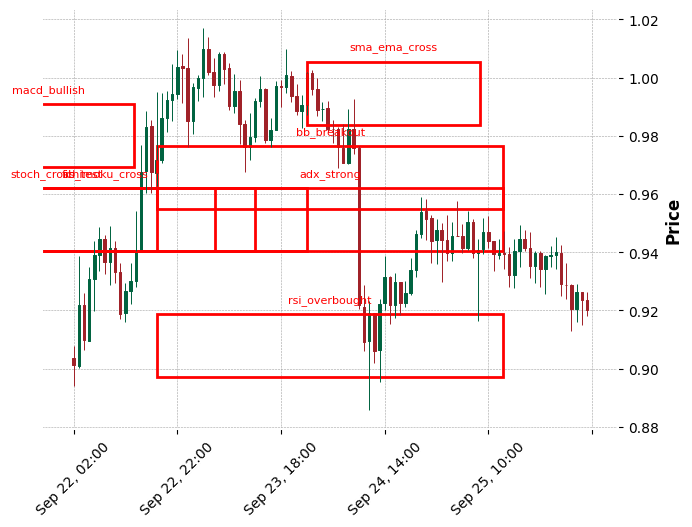 1.02
sma_ema_cross
1.00
macd_bullish
bb_breakout
0.98
adx_strong
0.96
Price
0.94
rsi_overbought
0.92
0.90
0.88
Sep 22, 02:00
Sep 22, 22:00
Sep 23, 18:00
Sep 24, 14:00
Sep 25, 10:00